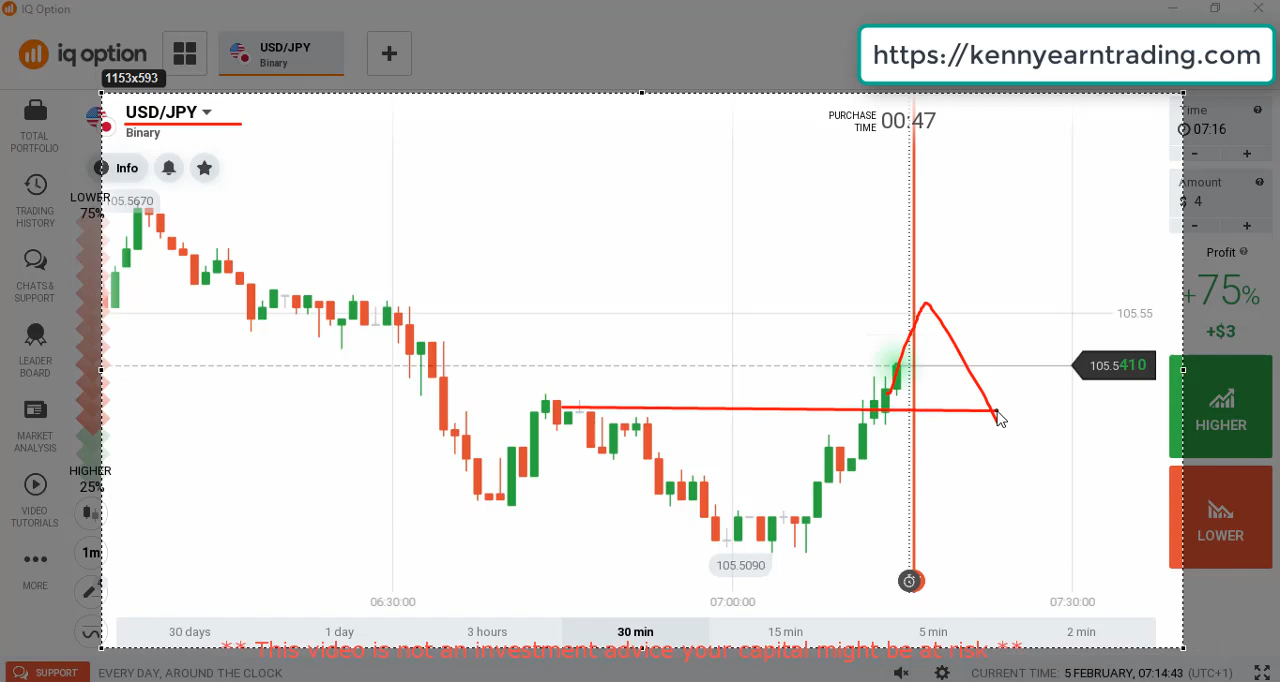 IQ Option
iq option
USD/JPY
Binary
+
https://kennyearntrading.com
1153x593
USD/JPY
Binary
PURCHASE
TIME
00:47
Info
TOTAL
PORTFOLIO
TRADING
HISTORY
CHATS &
SUPPORT
LEADER
BOARD
MARKET
ANALYSIS
VIDEO
TUTORIALS
MORE
LOWER
75%
HIGHER
25%
1m
105.5670
105.55
105.5410
105.5090
06:30:00
07:00:00
07:30:00
30 days
1 day
3 hours
30 min
15 min
5 min
2 min
Time
07:16
- +
Amount
$ 4
- +
Profit
+75%
+$3
HIGHER
LOWER
** This video is not an investment advice your capital might be at risk **
SUPPORT
EVERY DAY, AROUND THE CLOCK
CURRENT TIME: 5 FEBRUARY, 07:14:43 (UTC+1)